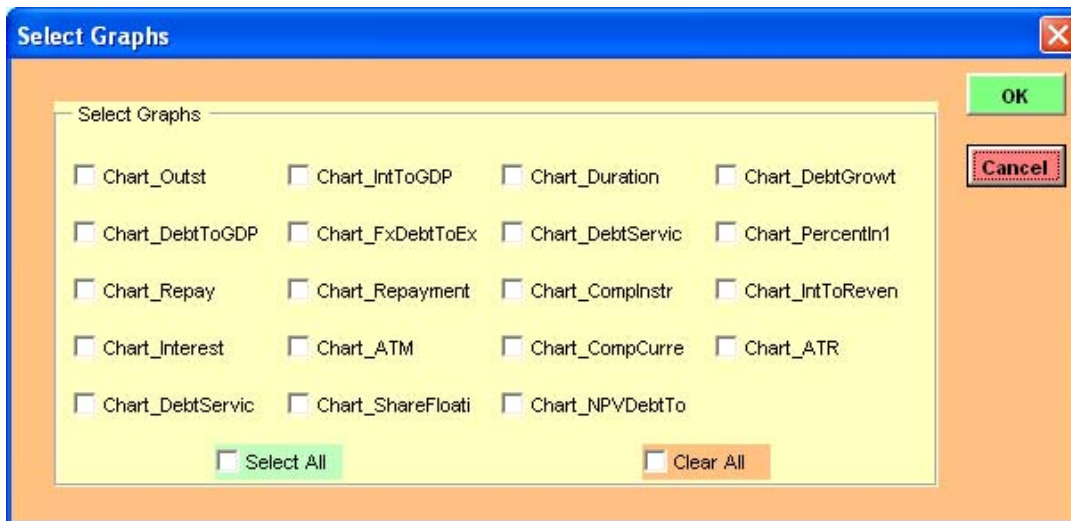 Select Graphs
OK
Select Graphs
Cancel
Chart_Outst Chart_IntToGDP Chart_Duration Chart_DebtGrowt
Chart_DebtToGDP Chart_FxDebtToEx Chart_DebtServic Chart_PercentIn1
Chart_Repay Chart_Repayment Chart_CompInstr Chart_IntToReven
Chart_Interest Chart_ATM Chart_CompCurre Chart_ATR
Chart_DebtServic Chart_ShareFloati Chart_NPVDebtTo
Select All Clear All